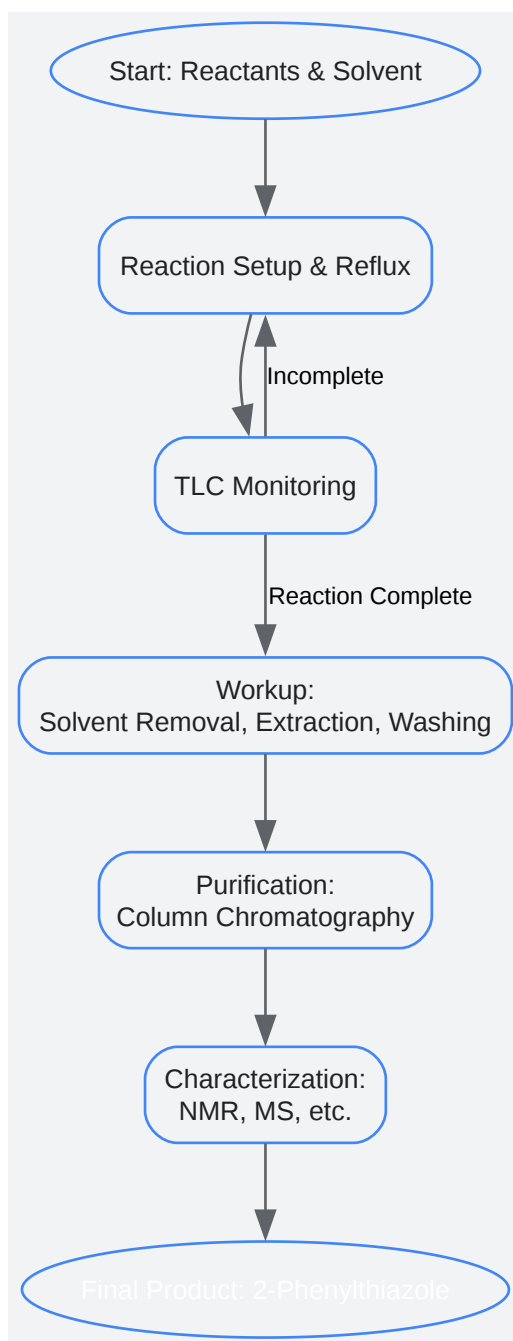 Start: Reactants & Solvent
Reaction Setup & Reflux
Incomplete
TLC Monitoring
Reaction Complete
Workup:
Solvent Removal, Extraction, Washing
Purification:
Column Chromatography
Characterization:
NMR, MS, etc.
Final Product: 2-Phenylthiazole